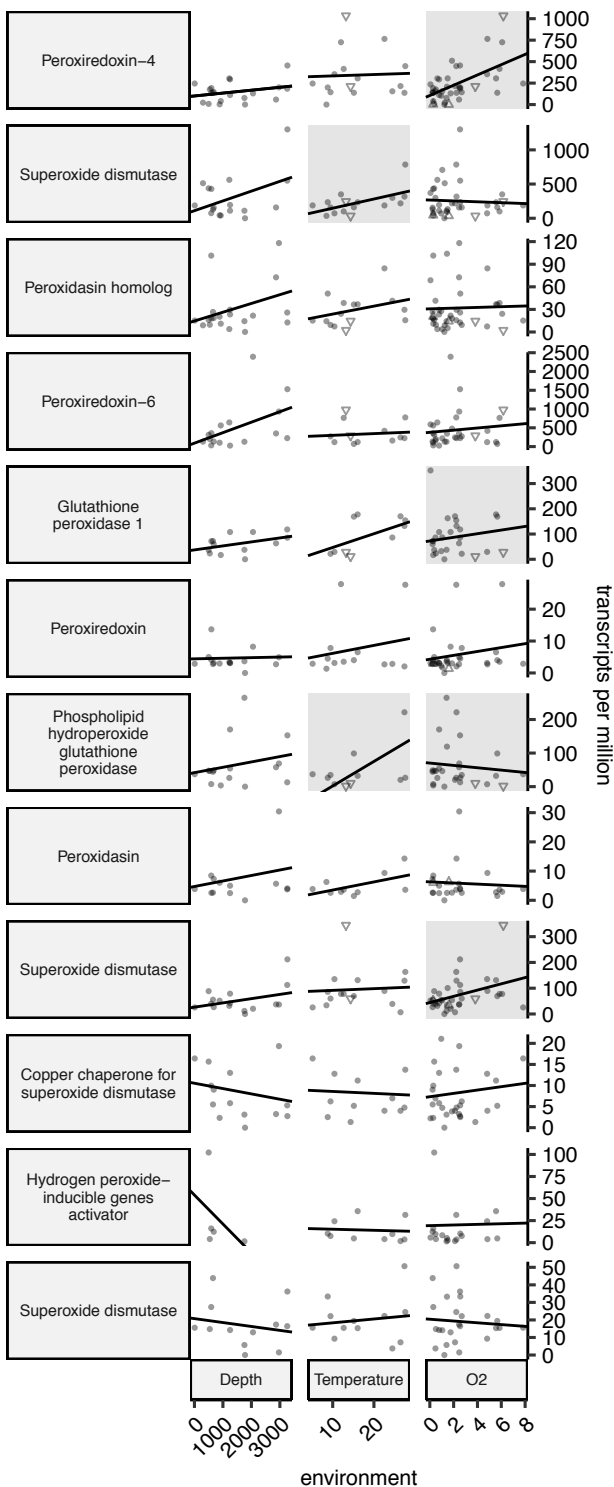 Peroxiredoxin−4
0
250
500
750
1000
Superoxide dismutase
0
500
1000
Peroxidasin homolog
0
30
60
90
120
Peroxiredoxin−6
0
500
1000
1500
2000
2500
Glutathione
peroxidase 1
0
100
200
300
Peroxiredoxin
0
10
20
Phospholipid
hydroperoxide
glutathione
peroxidase
0
100
200
Peroxidasin
0
10
20
30
Superoxide dismutase
0
100
200
300
Copper chaperone for
superoxide dismutase
0
5
10
15
20
Hydrogen peroxide−
inducible genes
activator
0
25
50
75
100
Superoxide dismutase
0
10
20
30
40
50
transcripts per million
Depth
Temperature
O2
0
1000
2000
3000
10
20
0
2
4
6
8
environment